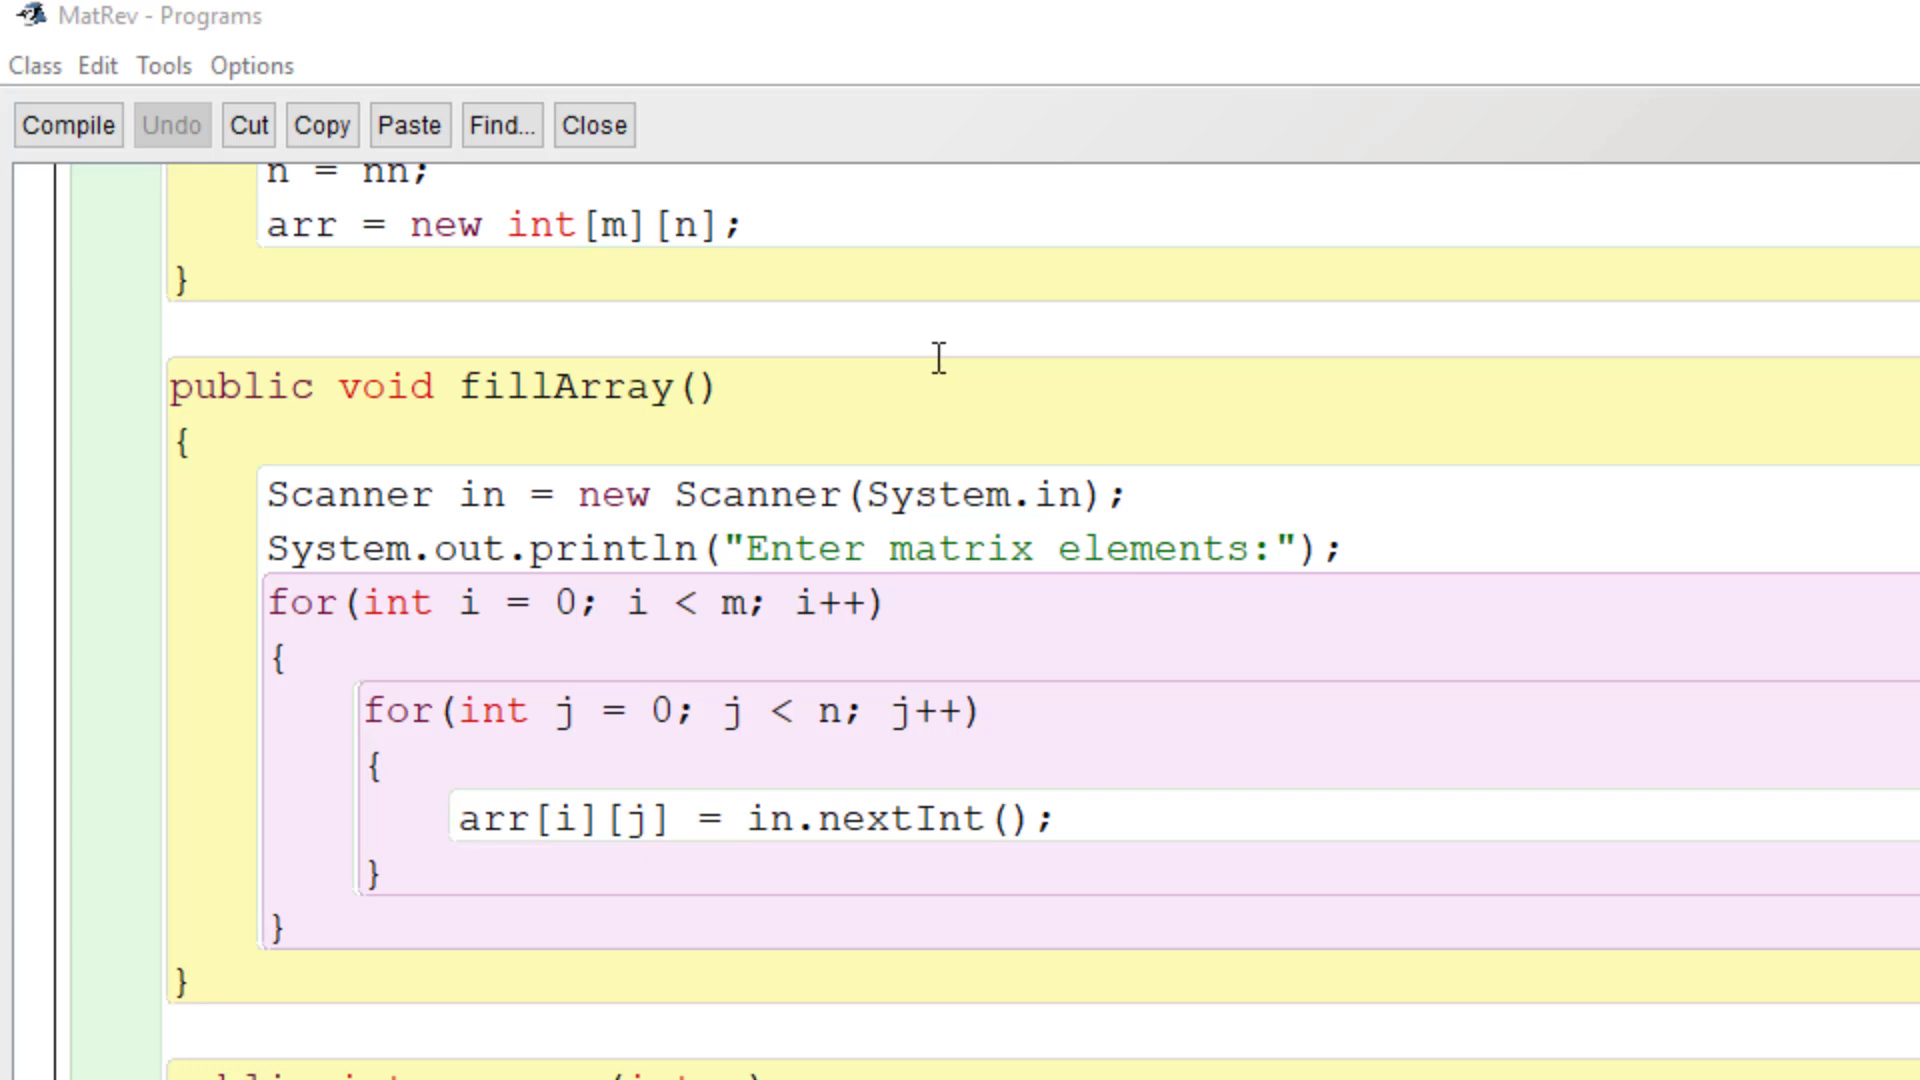 MatRev - Programs
Class Edit Tools Options
Compile Undo Cut Copy Paste Find... Close
n = nn;
arr = new int[m][n];
}
public void fillArray()
{
Scanner in = new Scanner(System.in);
System.out.println("Enter matrix elements:");
for(int i = 0; i < m; i++)
{
for(int j = 0; j < n; j++)
{
arr[i][j] = in.nextInt();
}
}
}